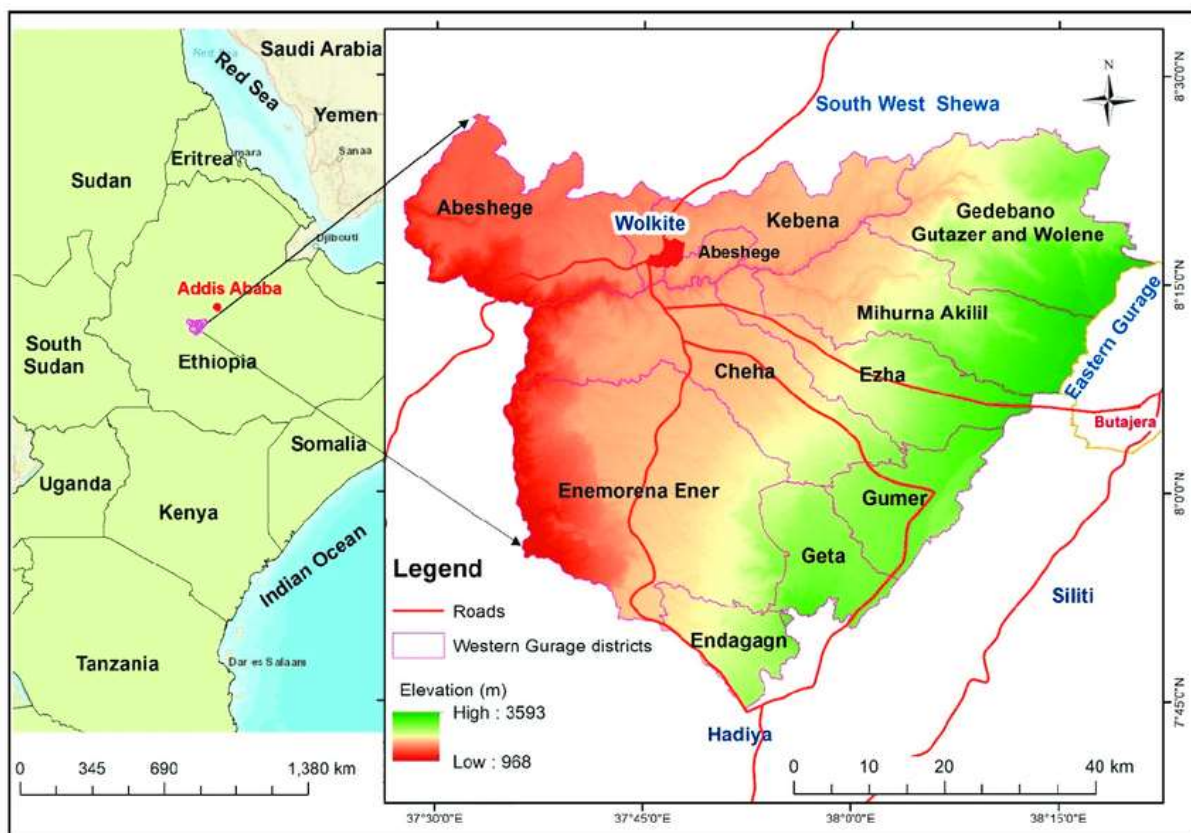 Red Sea
Saudi Arabia
Red Sea
Yemen
Sanaa
Eritrea
Sudan
Djibouti
Addis Ababa
South
Sudan
Ethiopia
Somalia
Uganda
Kenya
Indian Ocean
Tanzania
Dar es Salaam
0 345 690 1,380 km
N
South West Shewa
Abeshege
Wolkite
Kebena
Gedebano
Gutazer and Wolene
Abeshege
Mihurna Akilil
Eastern Gurage
Cheha
Ezha
Butajera
Enemorena Ener
Gumer
Geta
Siliti
Endagagn
Hadiya
Legend
Roads
Western Gurage districts
Elevation (m)
High : 3593
Low : 968
0 10 20 40 km
8°30'0"N
8°15'0"N
8°0'0"N
7°45'0"N
37°30'0"E 37°45'0"E 38°0'0"E 38°15'0"E